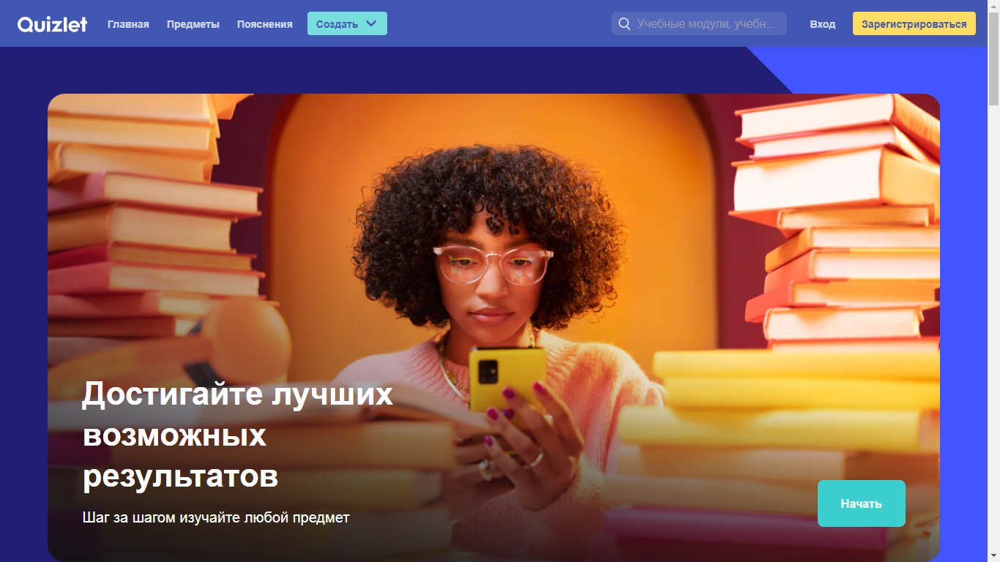 Quizlet
Главная
Предметы
Пояснения
Создать
Учебные модули, учебн...
Вход
Зарегистрироваться
Достигайте лучших
возможных
результатов
Шаг за шагом изучайте любой предмет
Начать